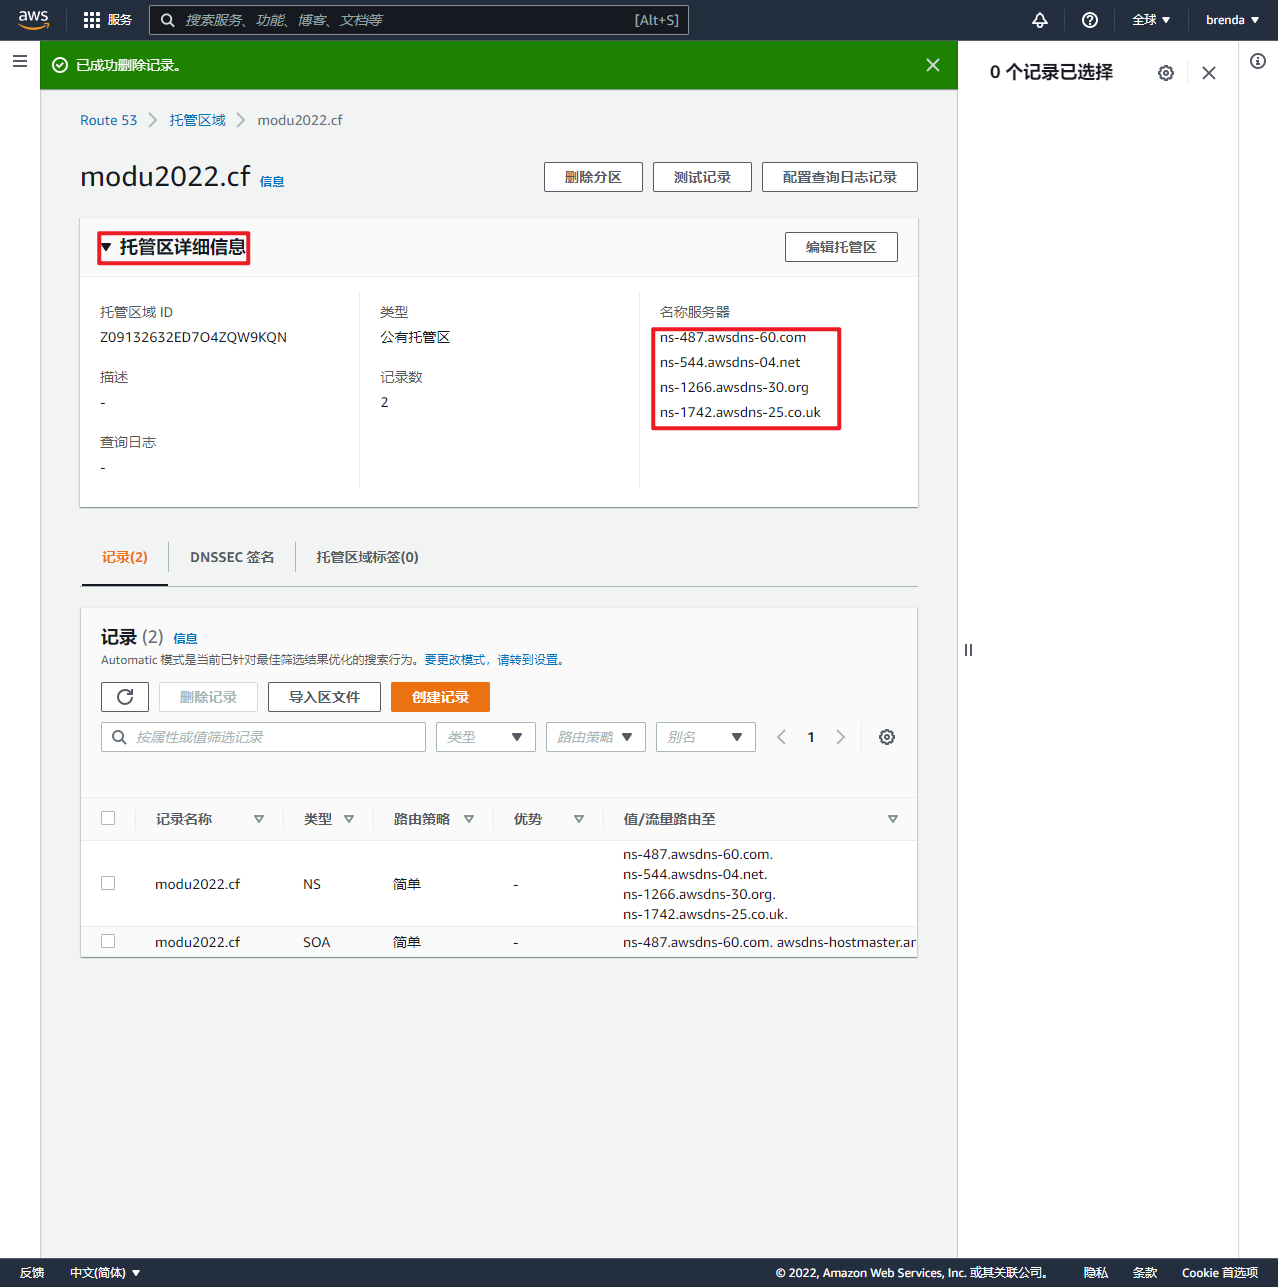 aws
服务
搜索服务、功能、博客、文档等
[Alt+S]
全球
brenda
已成功删除记录。
0 个记录已选择
Route 53
托管区域
modu2022.cf
modu2022.cf 信息
删除分区
测试记录
配置查询日志记录
托管区详细信息
编辑托管区
托管区域 ID
Z09132632ED7O4ZQW9KQN
描述
-
查询日志
-
类型
公有托管区
记录数
2
名称服务器
ns-487.awsdns-60.com
ns-544.awsdns-04.net
ns-1266.awsdns-30.org
ns-1742.awsdns-25.co.uk
记录(2)
DNSSEC 签名
托管区域标签(0)
记录 (2) 信息
Automatic 模式是当前已针对最佳筛选结果优化的搜索行为。要更改模式，请转到设置。
删除记录
导入区文件
创建记录
按属性或值筛选记录
类型
路由策略
别名
1
记录名称
类型
路由策略
优势
值/流量路由至
modu2022.cf
NS
简单
-
ns-487.awsdns-60.com.
ns-544.awsdns-04.net.
ns-1266.awsdns-30.org.
ns-1742.awsdns-25.co.uk.
modu2022.cf
SOA
简单
-
ns-487.awsdns-60.com. awsdns-hostmaster.ar
反馈
中文(简体)
© 2022, Amazon Web Services, Inc. 或其关联公司。
隐私
条款
Cookie 首选项